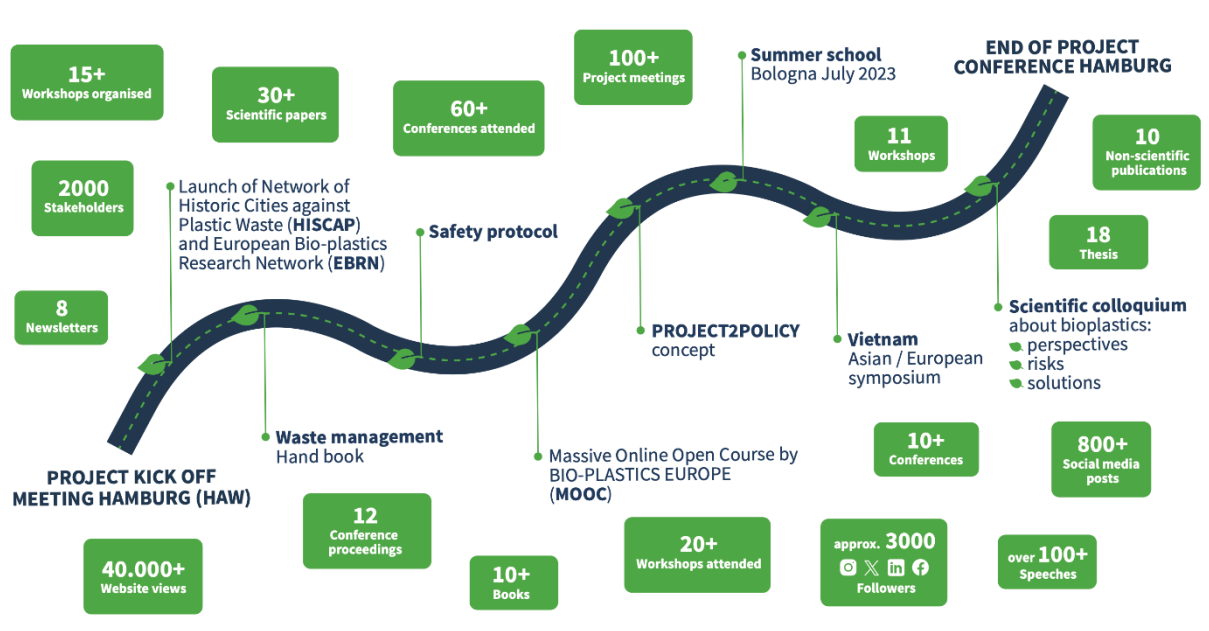 15+
Workshops organised
30+
Scientific papers
60+
Conferences attended
100+
Project meetings
Summer school
Bologna July 2023
END OF PROJECT
CONFERENCE HAMBURG
11
Workshops
10
Non-scientific
publications
2000
Stakeholders
Launch of Network of
Historic Cities against
Plastic Waste (HISCAP)
and European Bio-plastics
Research Network (EBRN)
Safety protocol
18
Thesis
8
Newsletters
PROJECT2POLICY
concept
Vietnam
Asian / European
symposium
Scientific colloquium
about bioplastics:
perspectives
risks
solutions
Waste management
Hand book
Massive Online Open Course by
BIO-PLASTICS EUROPE
(MOOC)
10+
Conferences
800+
Social media
posts
PROJECT KICK OFF
MEETING HAMBURG (HAW)
12
Conference
proceedings
20+
Workshops attended
approx. 3000
Followers
over 100+
Speeches
40.000+
Website views
10+
Books